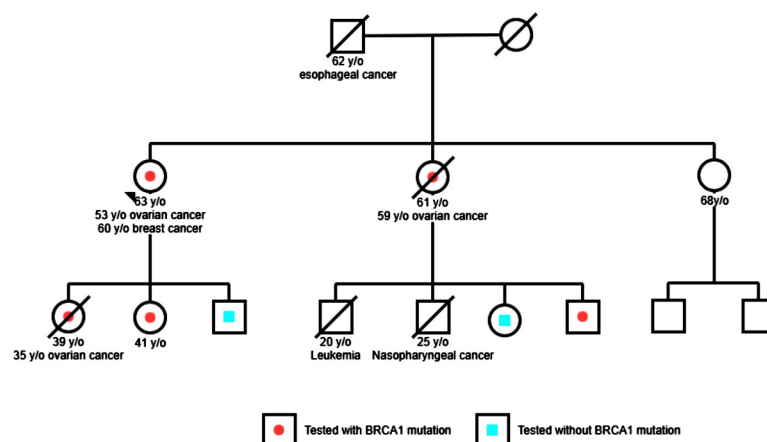 62 y/o
esophageal cancer
63 y/o
53 y/o ovarian cancer
60 y/o breast cancer
61 y/o
59 y/o ovarian cancer
68y/o
39 y/o
35 y/o ovarian cancer
41 y/o
20 y/o
Leukemia
25 y/o
Nasopharyngeal cancer
Tested with BRCA1 mutation
Tested without BRCA1 mutation